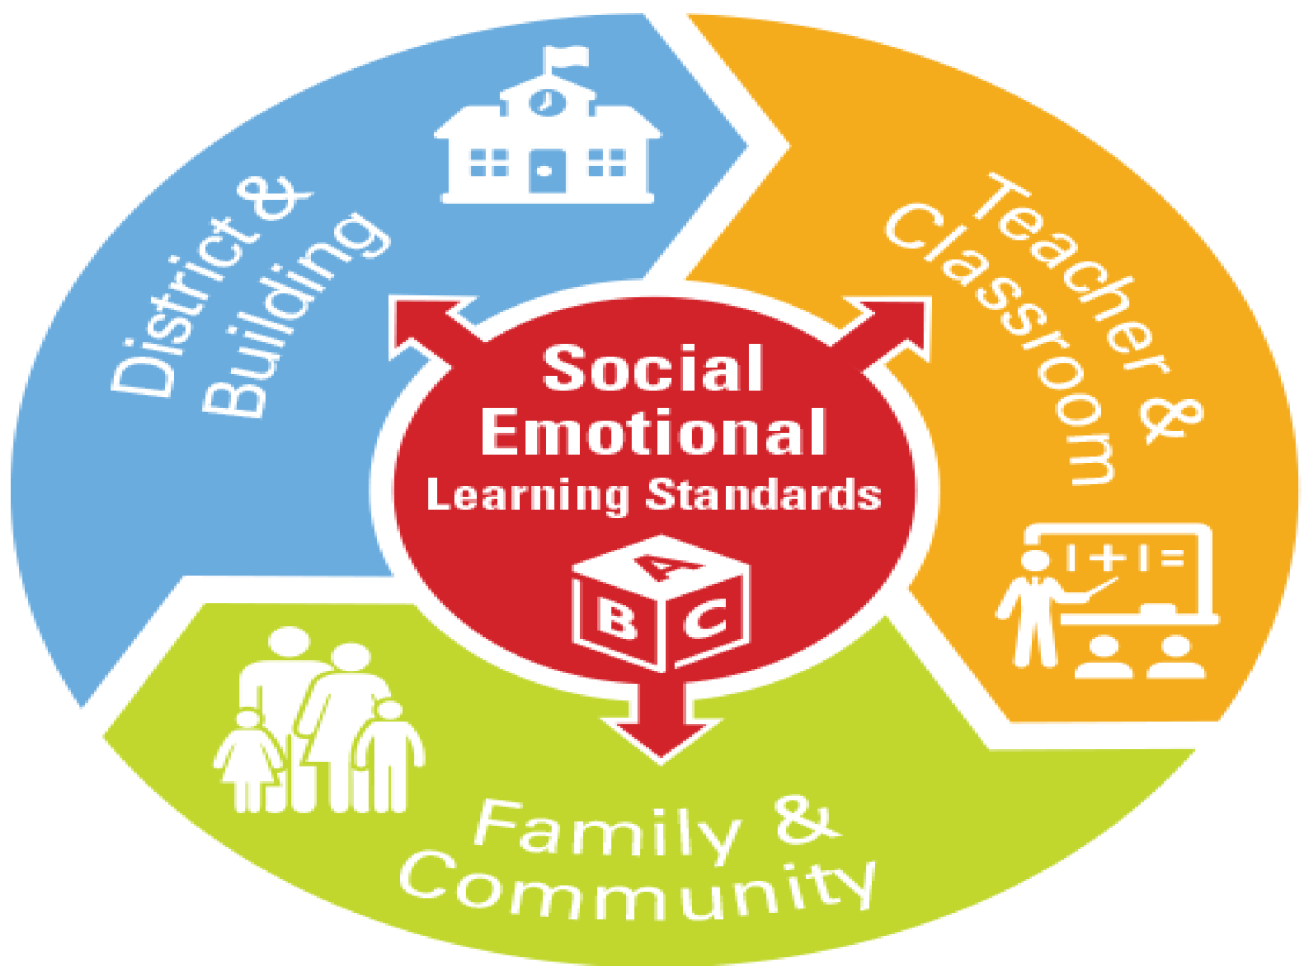 District &
Building
Teacher &
Classroom
1+1=
Social
Emotional
Learning Standards
A
B C
Family &
Community